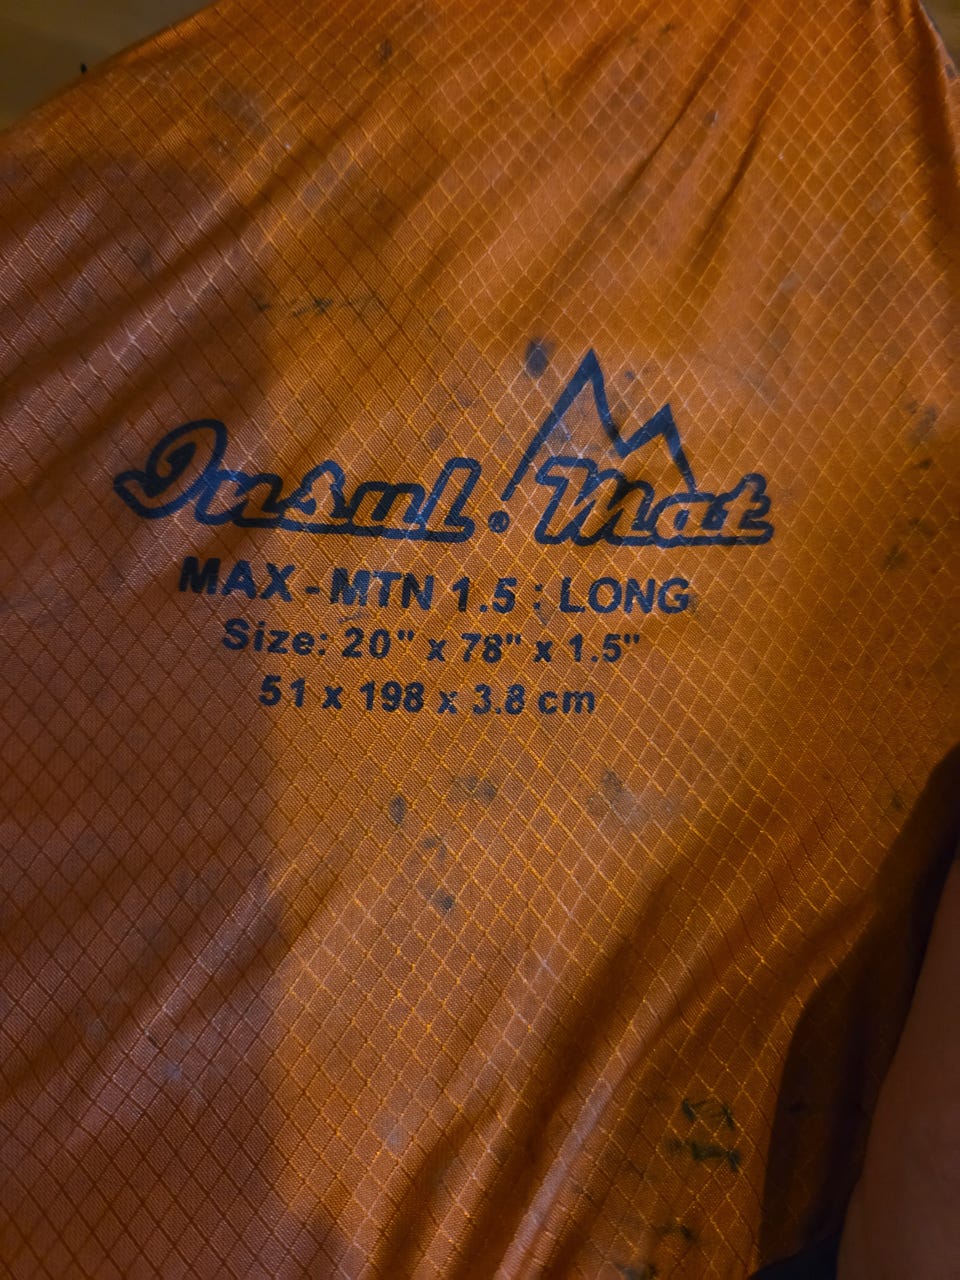 Insul. Mat
MAX-MTN 1.5 : LONG
Size: 20" x 78" x 1.5"
51 x 198 x 3.8 cm